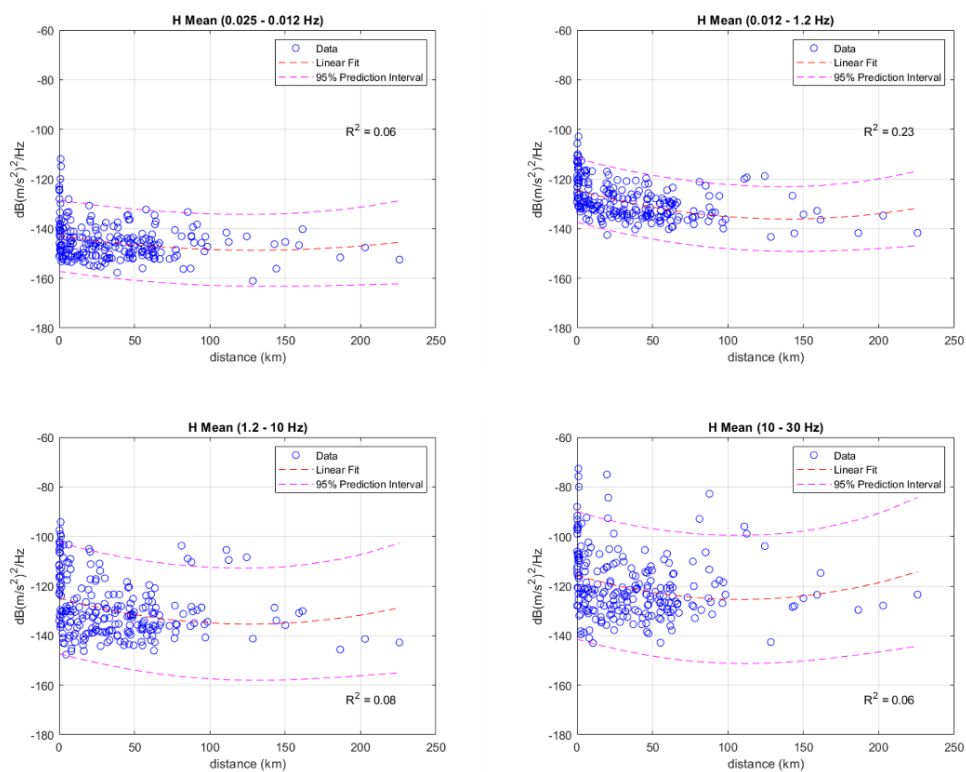 H Mean (0.025 - 0.012 Hz)
-60
-80
-100
-120
-140
-160
-180
dB(m/s²)²/Hz
Data
Linear Fit
95% Prediction Interval
R² = 0.06
0 50 100 150 200 250
distance (km)
H Mean (0.012 - 1.2 Hz)
-60
-80
-100
-120
-140
-160
-180
dB(m/s²)²/Hz
Data
Linear Fit
95% Prediction Interval
R² = 0.23
0 50 100 150 200 250
distance (km)
H Mean (1.2 - 10 Hz)
-60
-80
-100
-120
-140
-160
-180
dB(m/s²)²/Hz
Data
Linear Fit
95% Prediction Interval
R² = 0.08
0 50 100 150 200 250
distance (km)
H Mean (10 - 30 Hz)
-60
-80
-100
-120
-140
-160
-180
dB(m/s²)²/Hz
Data
Linear Fit
95% Prediction Interval
R² = 0.06
0 50 100 150 200 250
distance (km)